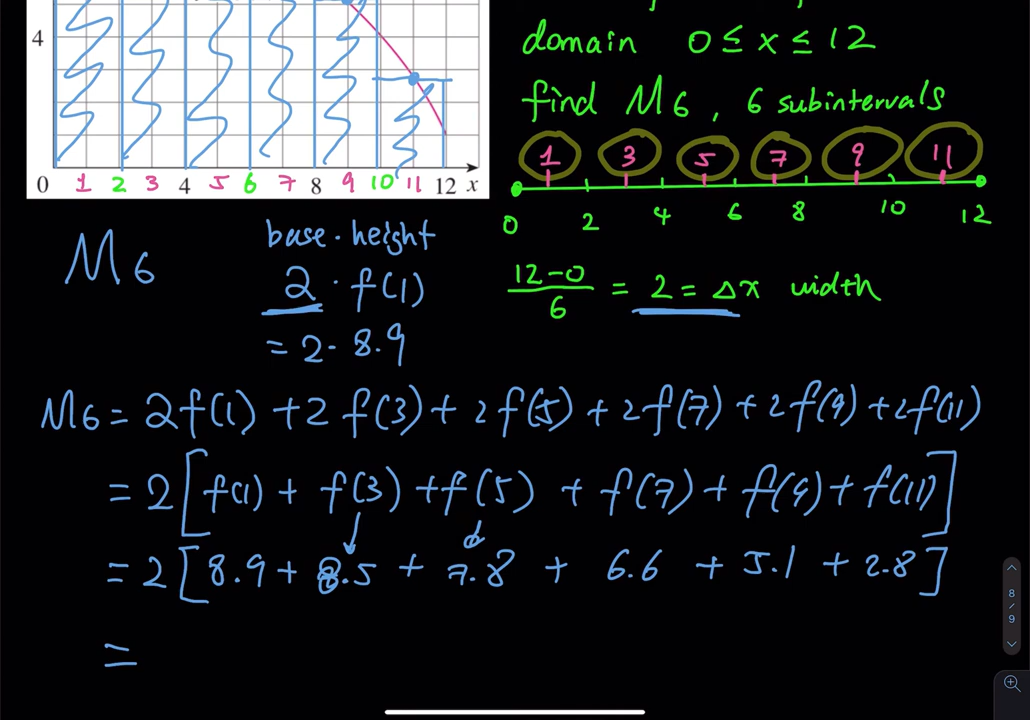 4
0 1 2 3 4 5 6 7 8 9 10 11 12 x
domain 0 ≤ x ≤ 12
find M6 , 6 subintervals
1 3 5 7 9 11
0 2 4 6 8 10 12
12-0 / 6 = 2 = Δx width
M6
base · height
2 · f(1)
= 2 · 8.9
M6 = 2f(1) + 2f(3) + 2f(5) + 2f(7) + 2f(9) + 2f(11)
= 2[f(1) + f(3) + f(5) + f(7) + f(9) + f(11)]
= 2[8.9 + 8.5 + 7.8 + 6.6 + 5.1 + 2.8]
=
8
/
9